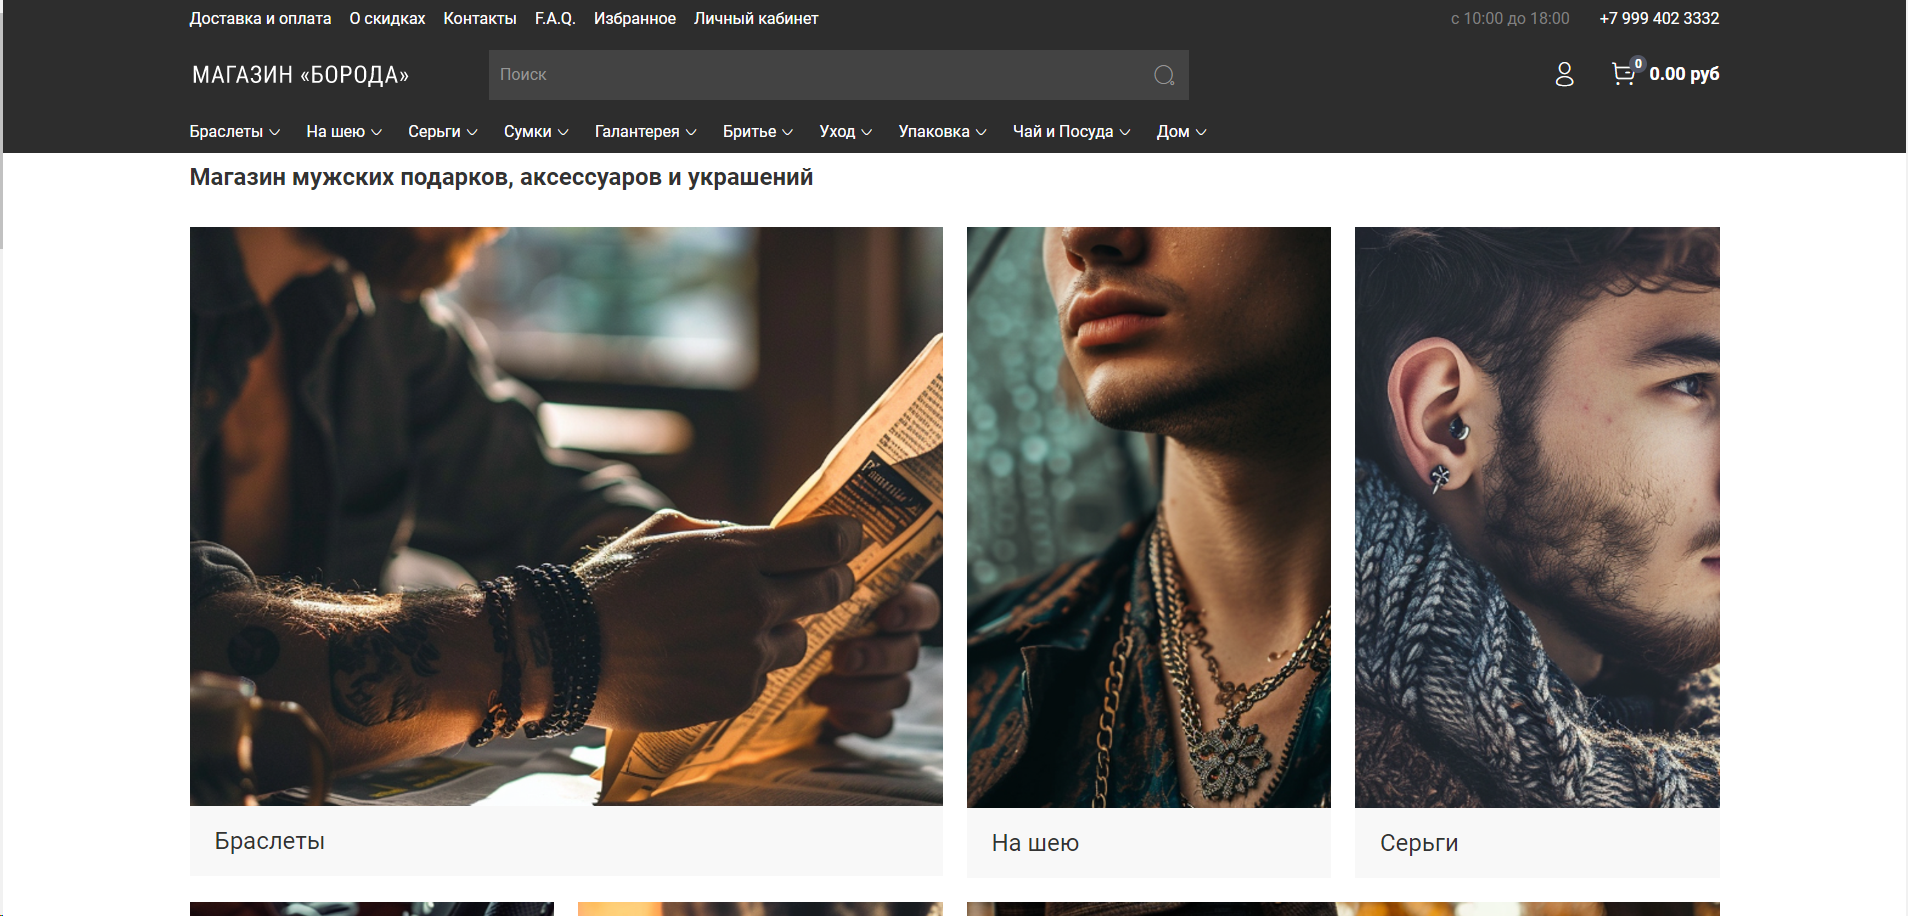 Доставка и оплата О скидках Контакты F.A.Q. Избранное Личный кабинет с 10:00 до 18:00 +7 999 402 3332
МАГАЗИН «БОРОДА» Поиск 0 0.00 руб
Браслеты На шею Серьги Сумки Галантерея Бритье Уход Упаковка Чай и Посуда Дом
Магазин мужских подарков, аксессуаров и украшений
Браслеты
На шею
Серьги